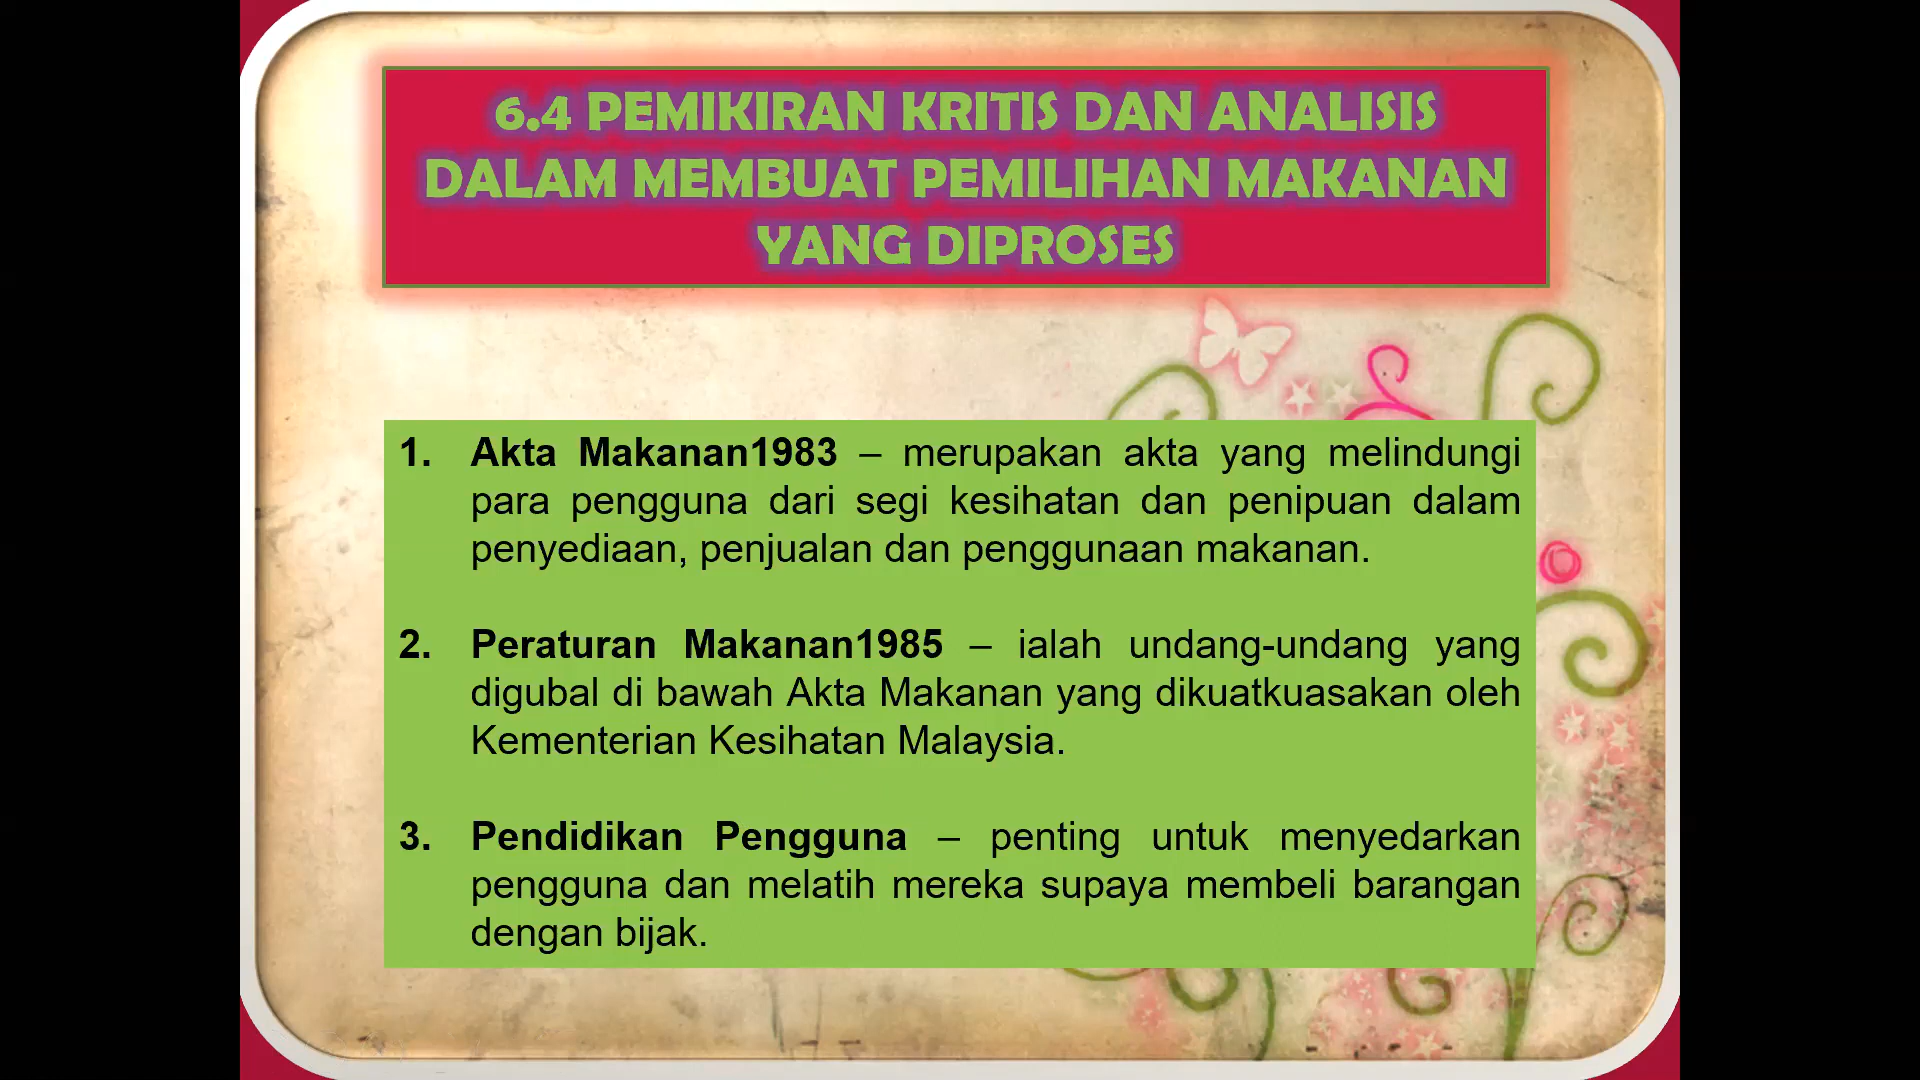 6.4 PEMIKIRAN KRITIS DAN ANALISIS
DALAM MEMBUAT PEMILIHAN MAKANAN
YANG DIPROSES
1. Akta Makanan1983 – merupakan akta yang melindungi
para pengguna dari segi kesihatan dan penipuan dalam
penyediaan, penjualan dan penggunaan makanan.
2. Peraturan Makanan1985 – ialah undang-undang yang
digubal di bawah Akta Makanan yang dikuatkuasakan oleh
Kementerian Kesihatan Malaysia.
3. Pendidikan Pengguna – penting untuk menyedarkan
pengguna dan melatih mereka supaya membeli barangan
dengan bijak.